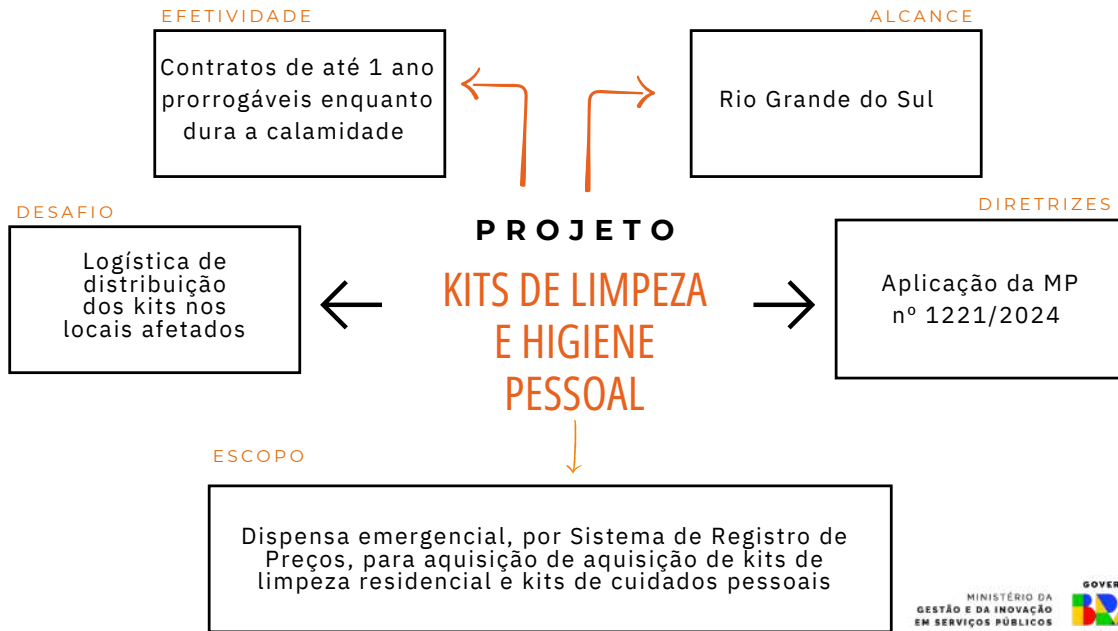 EFETIVIDADE
Contratos de até 1 ano
prorrogáveis enquanto
dura a calamidade
ALCANCE
Rio Grande do Sul
DESAFIO
Logística de
distribuição
dos kits nos
locais afetados
PROJETO
KITS DE LIMPEZA
E HIGIENE
PESSOAL
DIRETRIZES
Aplicação da MP
nº 1221/2024
ESCOPO
Dispensa emergencial, por Sistema de Registro de
Preços, para aquisição de aquisição de kits de
limpeza residencial e kits de cuidados pessoais
MINISTÉRIO DA
GESTÃO E DA INOVAÇÃO
EM SERVIÇOS PÚBLICOS
GOVER